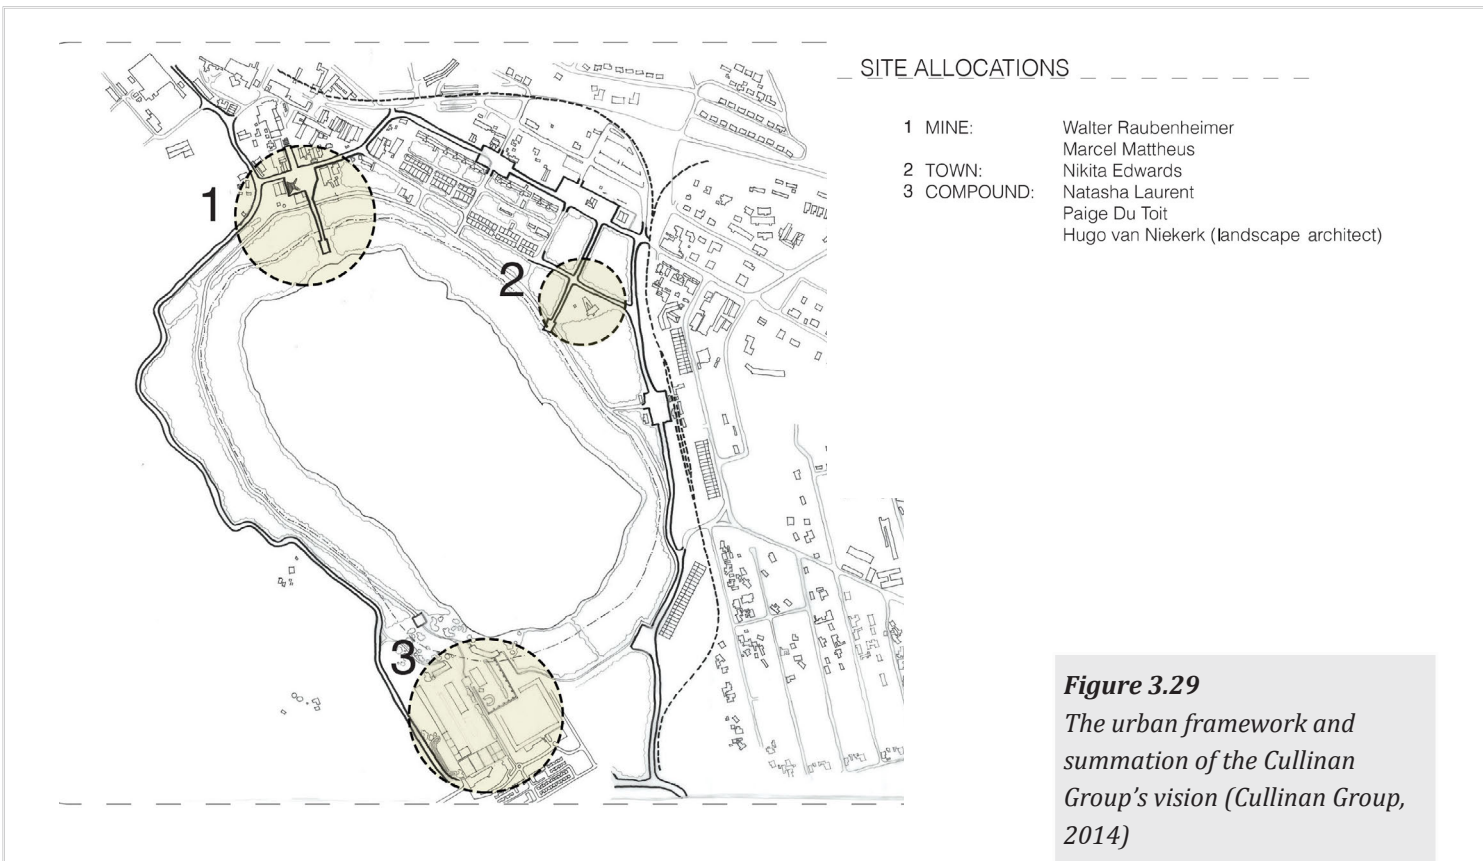 SITE ALLOCATIONS
1 MINE: Walter Raubenheimer
Marcel Mattheus
2 TOWN: Nikita Edwards
3 COMPOUND: Natasha Laurent
Paige Du Toit
Hugo van Niekerk (landscape architect)
1
2
3
Figure 3.29
The urban framework and
summation of the Cullinan
Group’s vision (Cullinan Group,
2014)